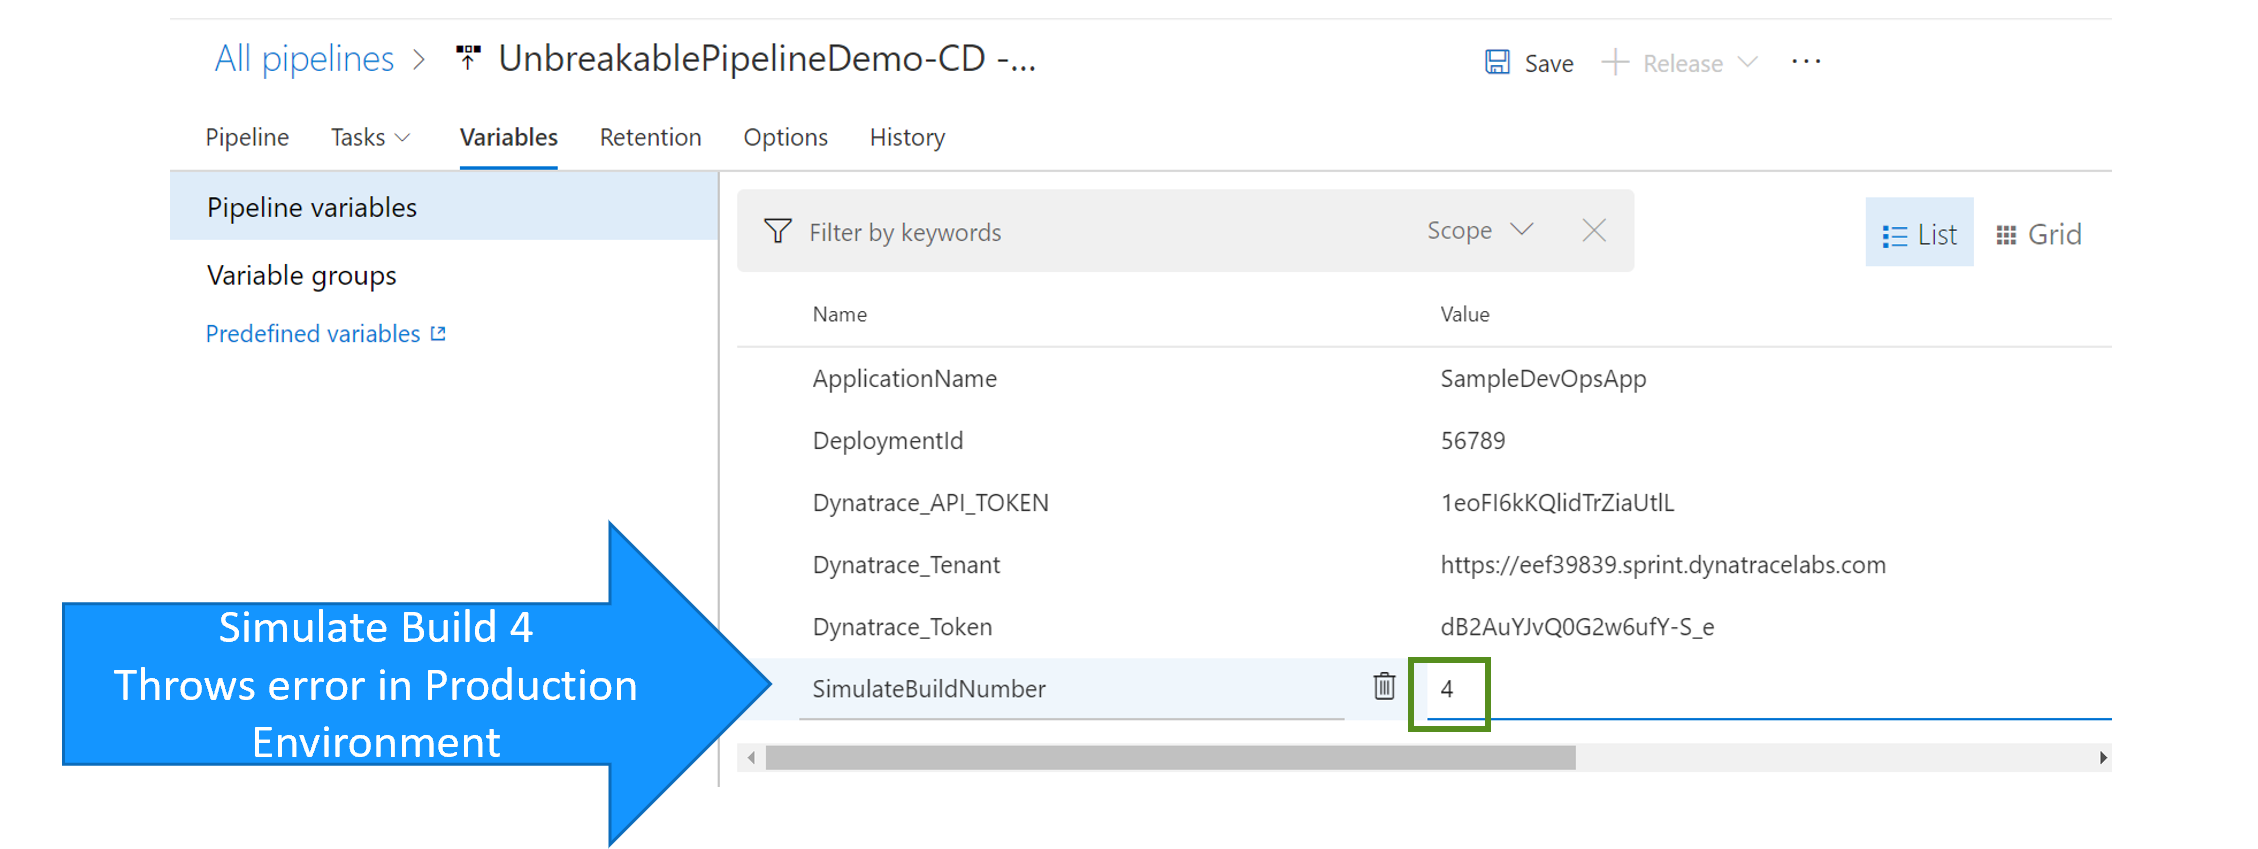 All pipelines > UnbreakablePipelineDemo-CD -...
Save + Release ...
Pipeline Tasks Variables Retention Options History
Pipeline variables
Variable groups
Predefined variables
Filter by keywords Scope
List Grid
Name Value
ApplicationName SampleDevOpsApp
DeploymentId 56789
Dynatrace_API_TOKEN 1eoFI6kKQlidTrZiaUtlL
Dynatrace_Tenant https://eef39839.sprint.dynatracelabs.com
Dynatrace_Token dB2AuYJvQ0G2w6ufY-S_e
SimulateBuildNumber 4
Simulate Build 4
Throws error in Production
Environment